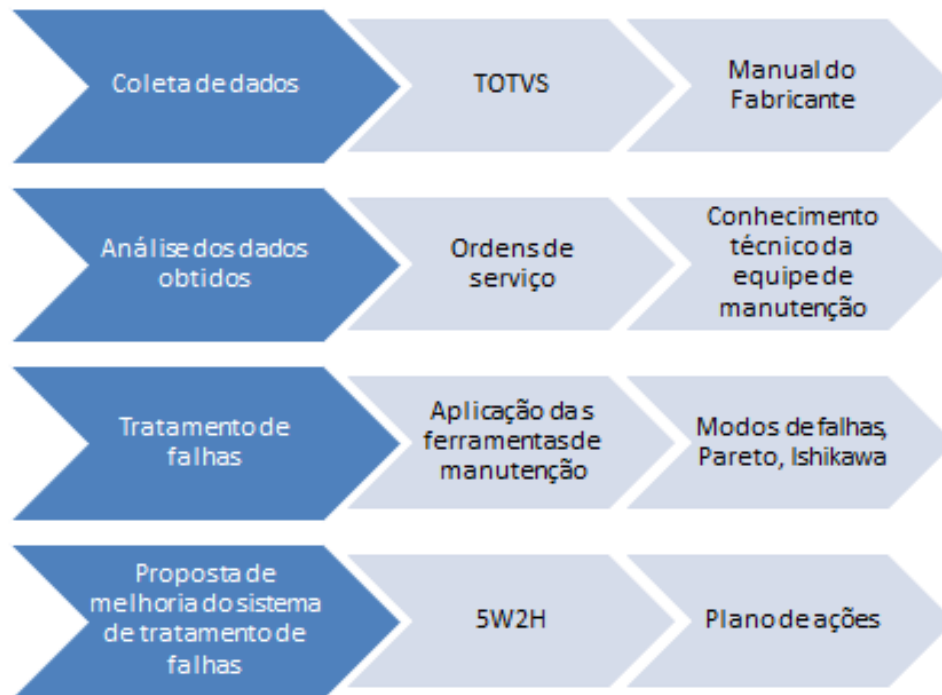 Coleta de dados
TOTVS
Manual do
Fabricante
Análise dos dados
obtidos
Ordens de
serviço
Conhecimento
técnico da
equipe de
manutenção
Tratamento de
falhas
Aplicação das
ferramentas de
manutenção
Modos de falhas,
Pareto, Ishikawa
Proposta de
melhoria do sistema
de tratamento de
falhas
5W2H
Plano de ações